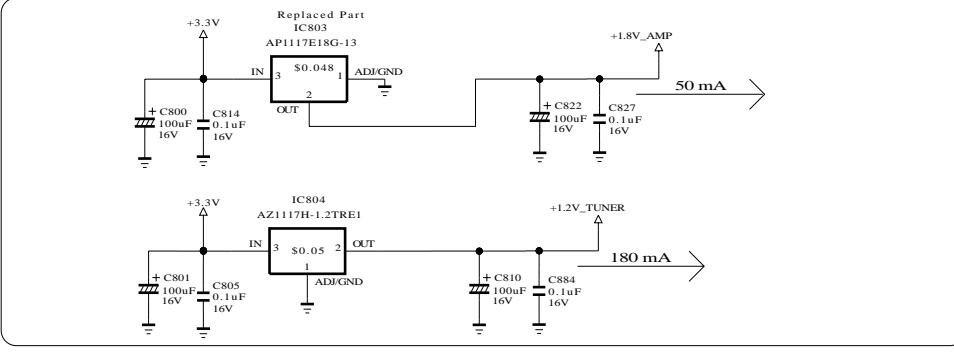 Replaced Part
+3.3V
IC803
AP1117E18G-13
+1.8V_AMP
IN
3
$0.048
1
ADJ/GND
2
OUT
50 mA
+
C800
100uF
16V
C814
0.1uF
16V
+
C822
100uF
16V
C827
0.1uF
16V
+3.3V
IC804
AZ1117H-1.2TRE1
+1.2V_TUNER
IN
3
$0.05
2
OUT
1
ADJ/GND
180 mA
+
C801
100uF
16V
C805
0.1uF
16V
+
C810
100uF
16V
C884
0.1uF
16V